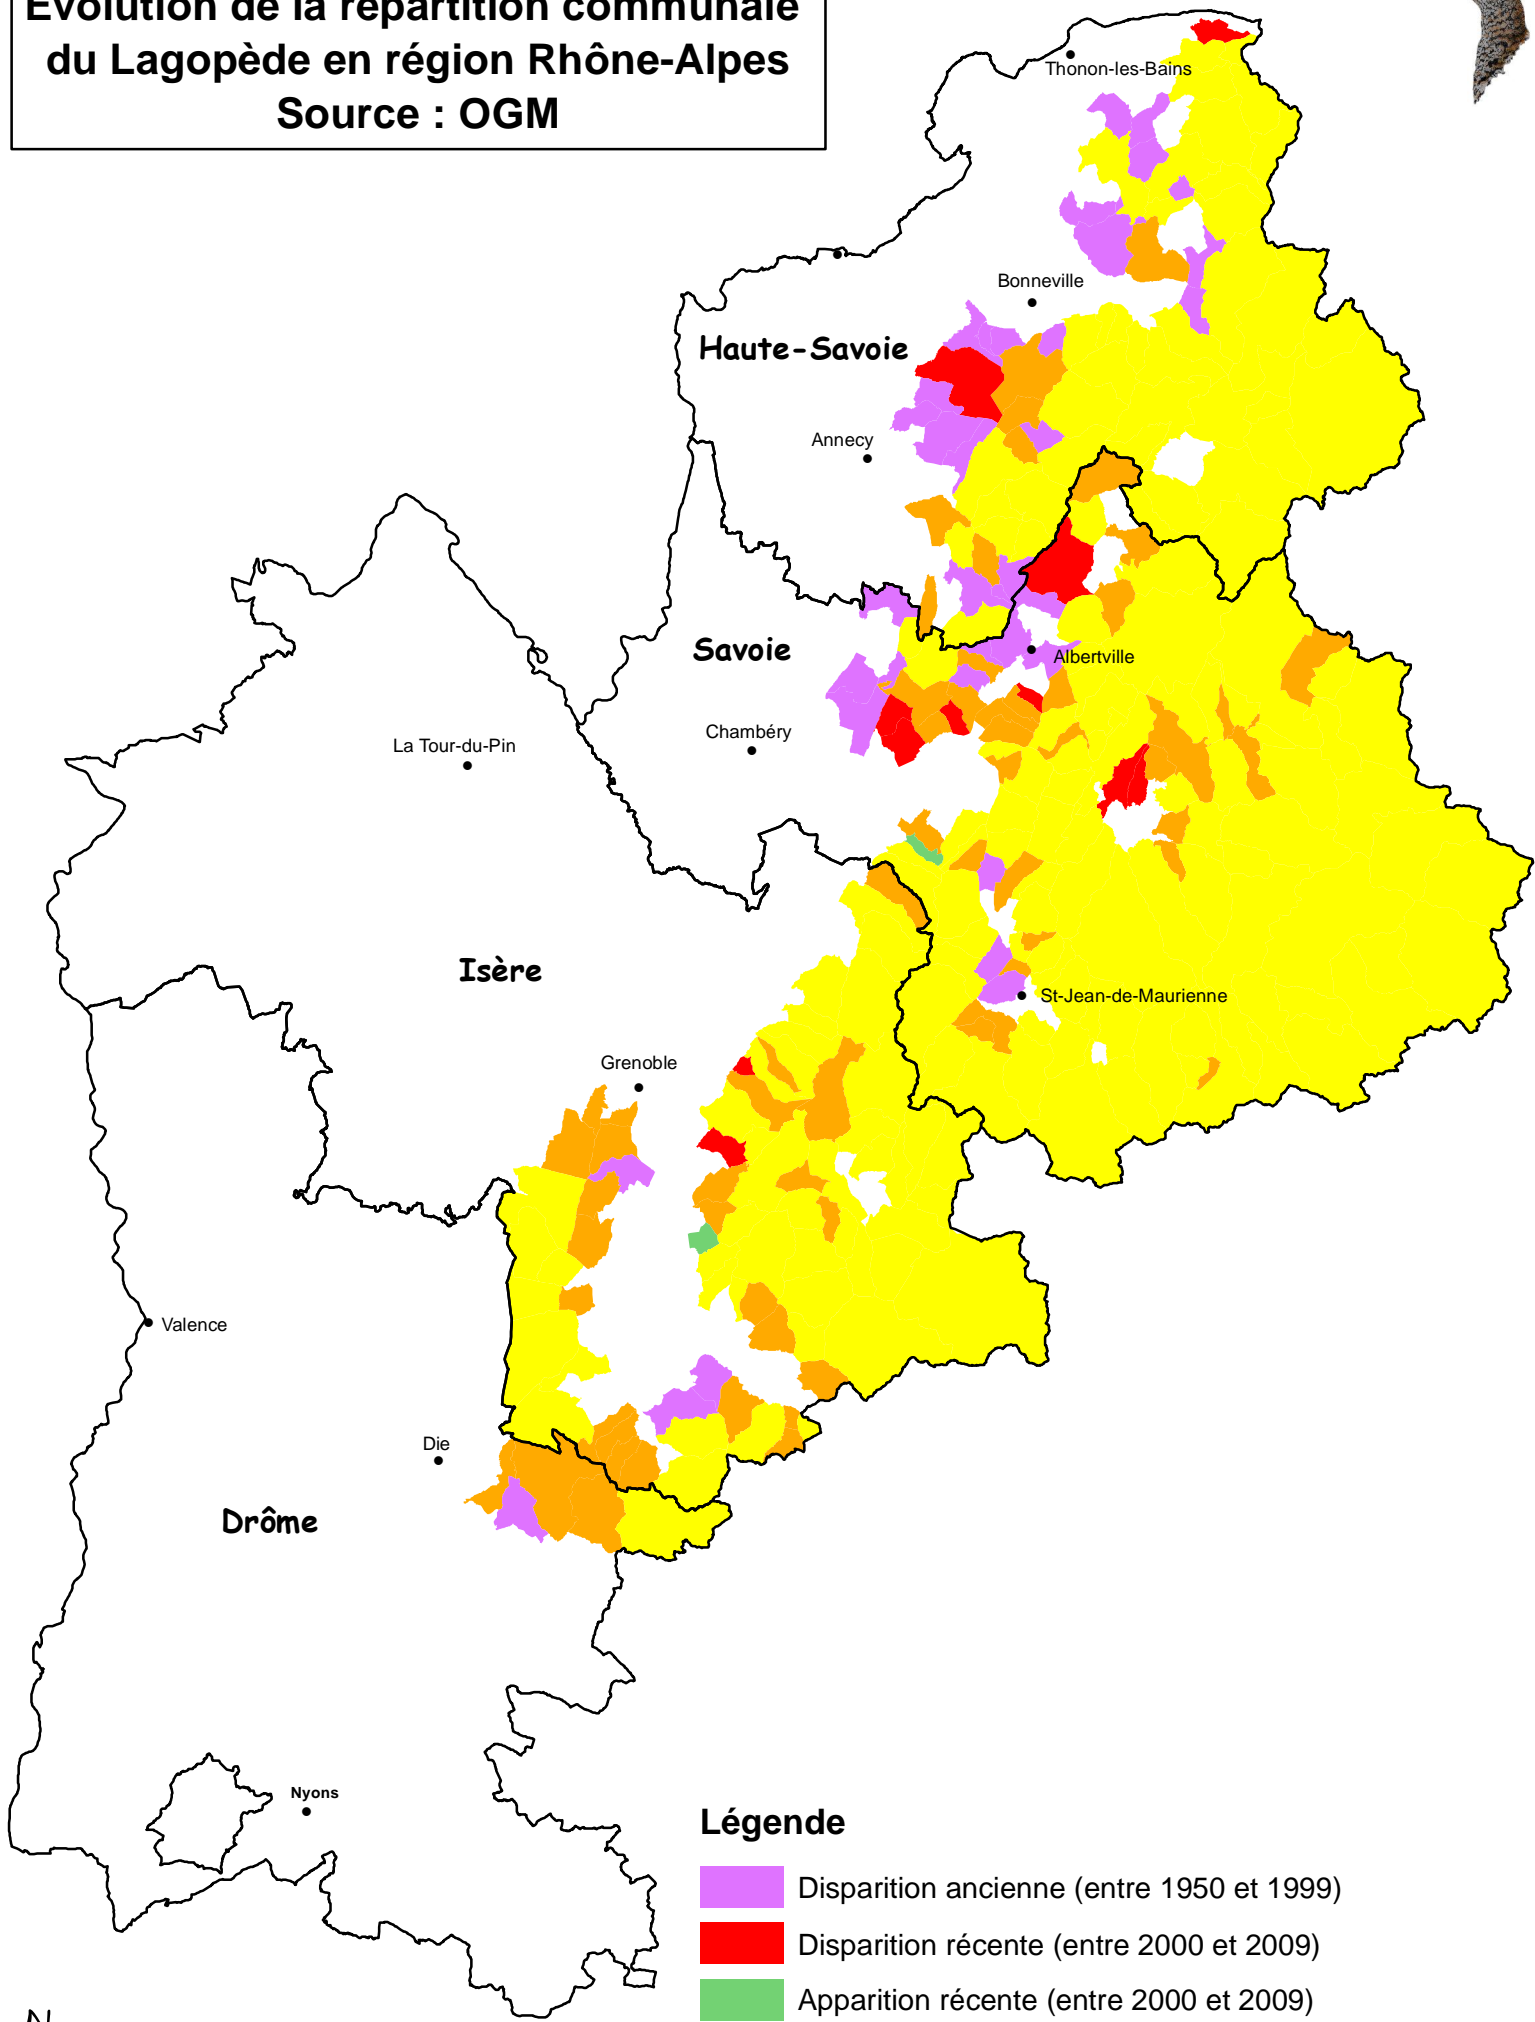 Evolution de la répartition communale
du Lagopède en région Rhône-Alpes
Source : OGM
Thonon-les-Bains
Bonneville
Haute-Savoie
Annecy
Savoie
Albertville
Chambéry
La Tour-du-Pin
Isère
St-Jean-de-Maurienne
Grenoble
Valence
Die
Drôme
Nyons
Légende
Disparition ancienne (entre 1950 et 1999)
Disparition récente (entre 2000 et 2009)
Apparition récente (entre 2000 et 2009)
N